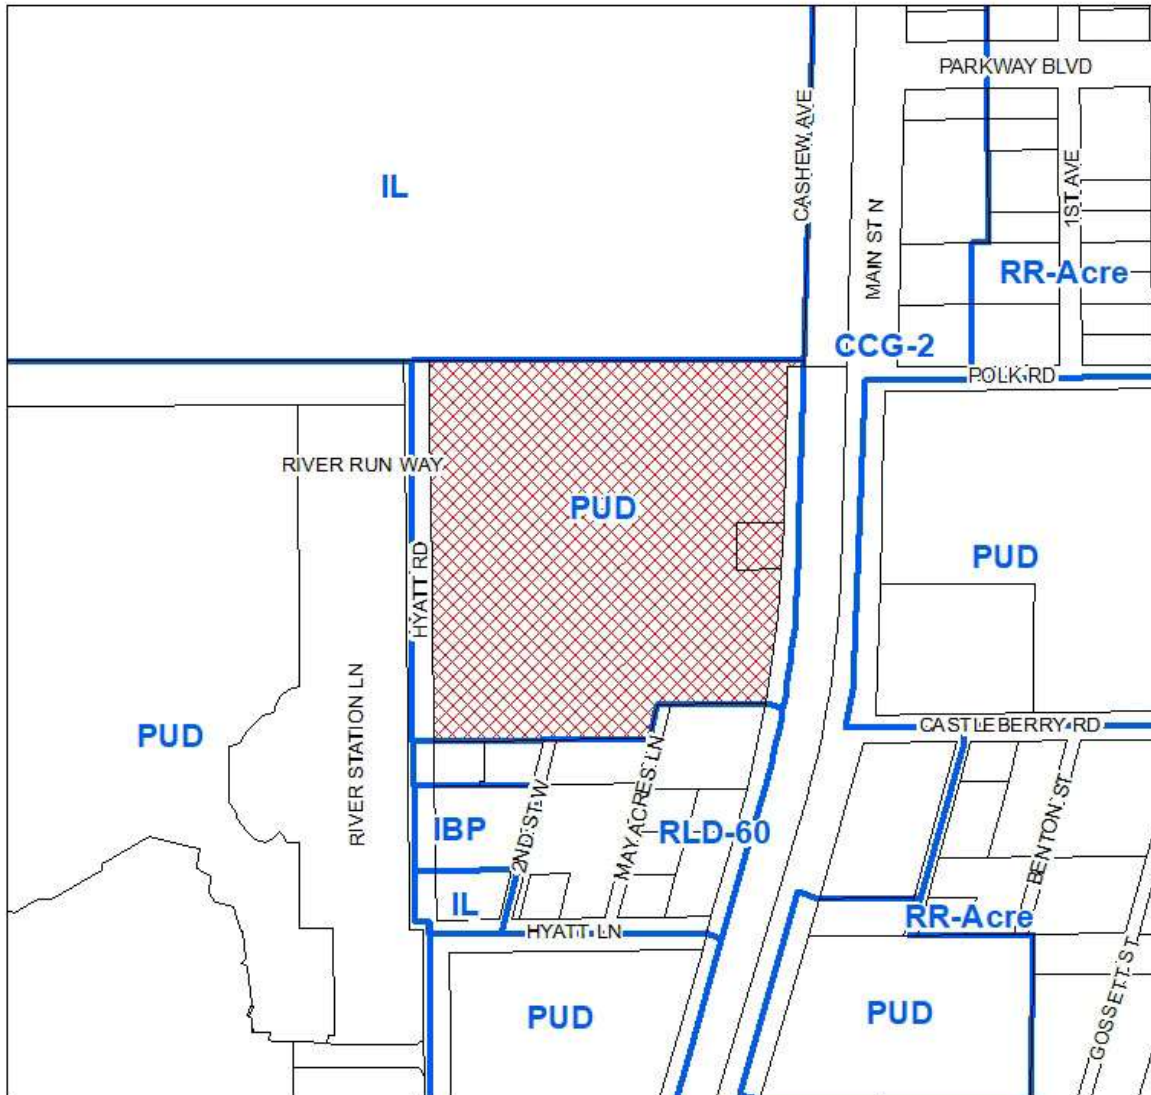 PARKWAY BLVD
CASHEW AVE
IL
1ST AVE
MAIN ST N
RR-Acre
CCG-2
POLK RD
RIVER RUN WAY
PUD
HYATT RD
PUD
CASTLEBERRY RD
PUD
RIVER STATION LN
MAY ACRES LN
2ND ST W
IBP
RLD-60
BENTON ST
IL
RR-Acre
HYATT LN
PUD
PUD
GOSSETT ST